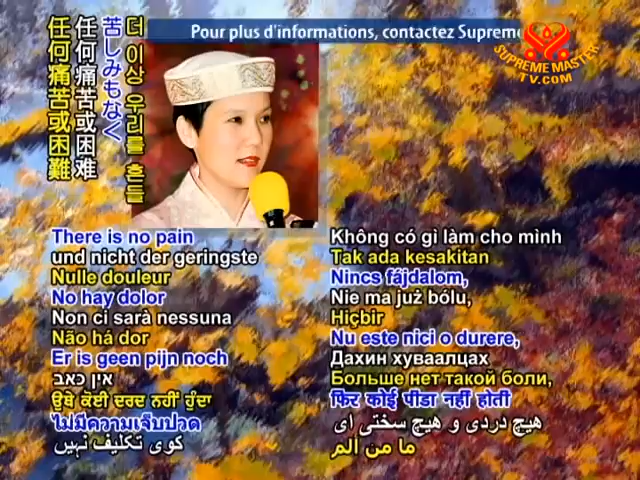 Pour plus d'informations, contactez Supreme
SUPREME MASTER
TV.COM
더 이상 우리를 흔들
苦しみもなく
任何痛苦或困难
任何痛苦或困難
There is no pain
und nicht der geringste
Nulle douleur
No hay dolor
Non ci sarà nessuna
Não há dor
Er is geen pijn noch
אין כאב
ਉਥੇ ਕੋਈ ਦਰਦ ਨਹੀਂ ਹੁੰਦਾ
ไม่มีความเจ็บปวด
کوی تکلیف نہیں
Không có gì làm cho mình
Tak ada kesakitan
Nincs fájdalom,
Nie ma już bólu,
Hiçbir
Nu este nici o durere,
Дахин хуваалцах
Больше нет такой боли,
फिर कोई पीडा नहीं होती
هیچ دردی و هیچ سختی ای
ما من الم